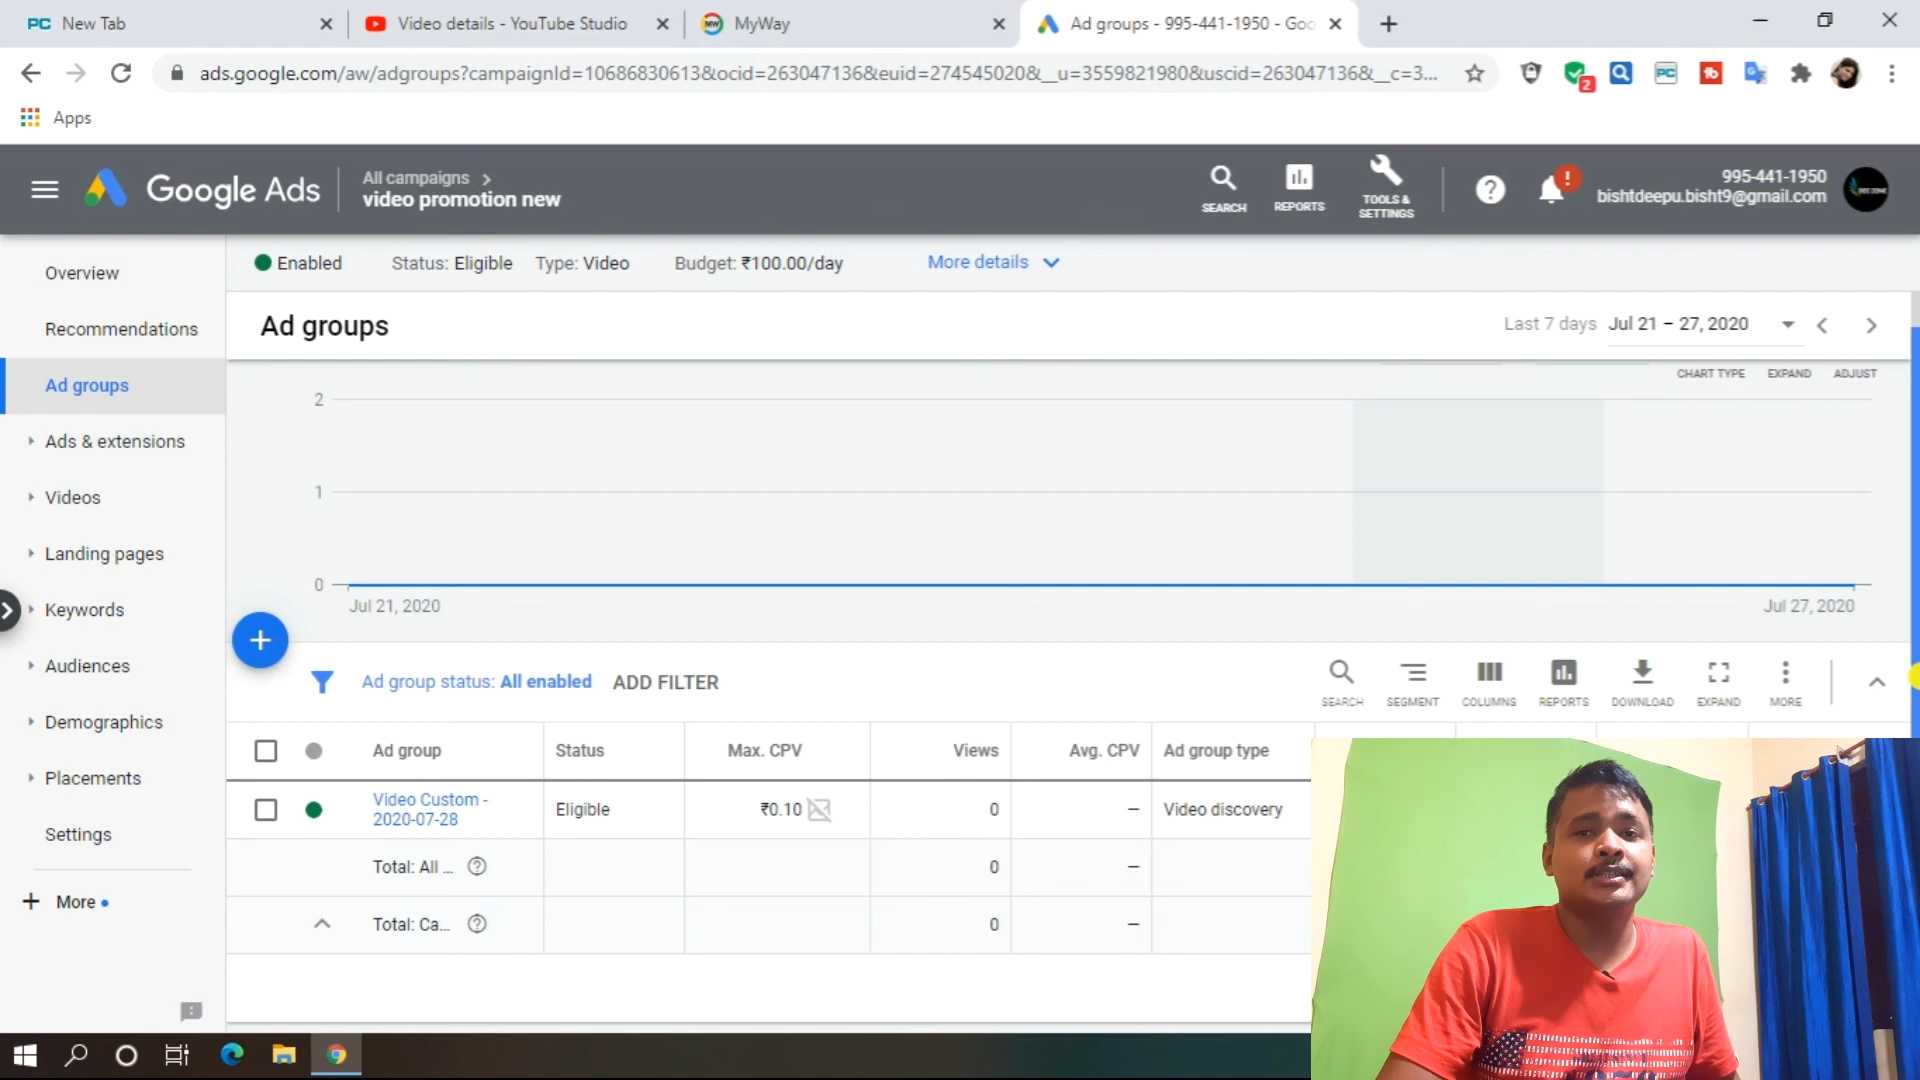 New Tab
Video details - YouTube Studio
MyWay
Ad groups - 995-441-1950 - Goo
ads.google.com/aw/adgroups?campaignId=10686830613&ocid=263047136&euid=274545020&__u=3559821980&uscid=263047136&__c=3...
2
PC
Apps
Google Ads
All campaigns
video promotion new
SEARCH
REPORTS
TOOLS &
SETTINGS
995-441-1950
bishtdeepu.bisht9@gmail.com
Overview
Recommendations
Ad groups
Ads & extensions
Videos
Landing pages
Keywords
Audiences
Demographics
Placements
Settings
More
Enabled
Status: Eligible
Type: Video
Budget: ₹100.00/day
More details
Ad groups
Last 7 days
Jul 21 – 27, 2020
CHART TYPE
EXPAND
ADJUST
2
1
0
Jul 21, 2020
Jul 27, 2020
Ad group status: All enabled
ADD FILTER
SEARCH
SEGMENT
COLUMNS
REPORTS
DOWNLOAD
EXPAND
MORE
Ad group
Status
Max. CPV
Views
Avg. CPV
Ad group type
Video Custom -
2020-07-28
Eligible
₹0.10
0
—
Video discovery
Total: All ...
0
—
Total: Ca...
0
—